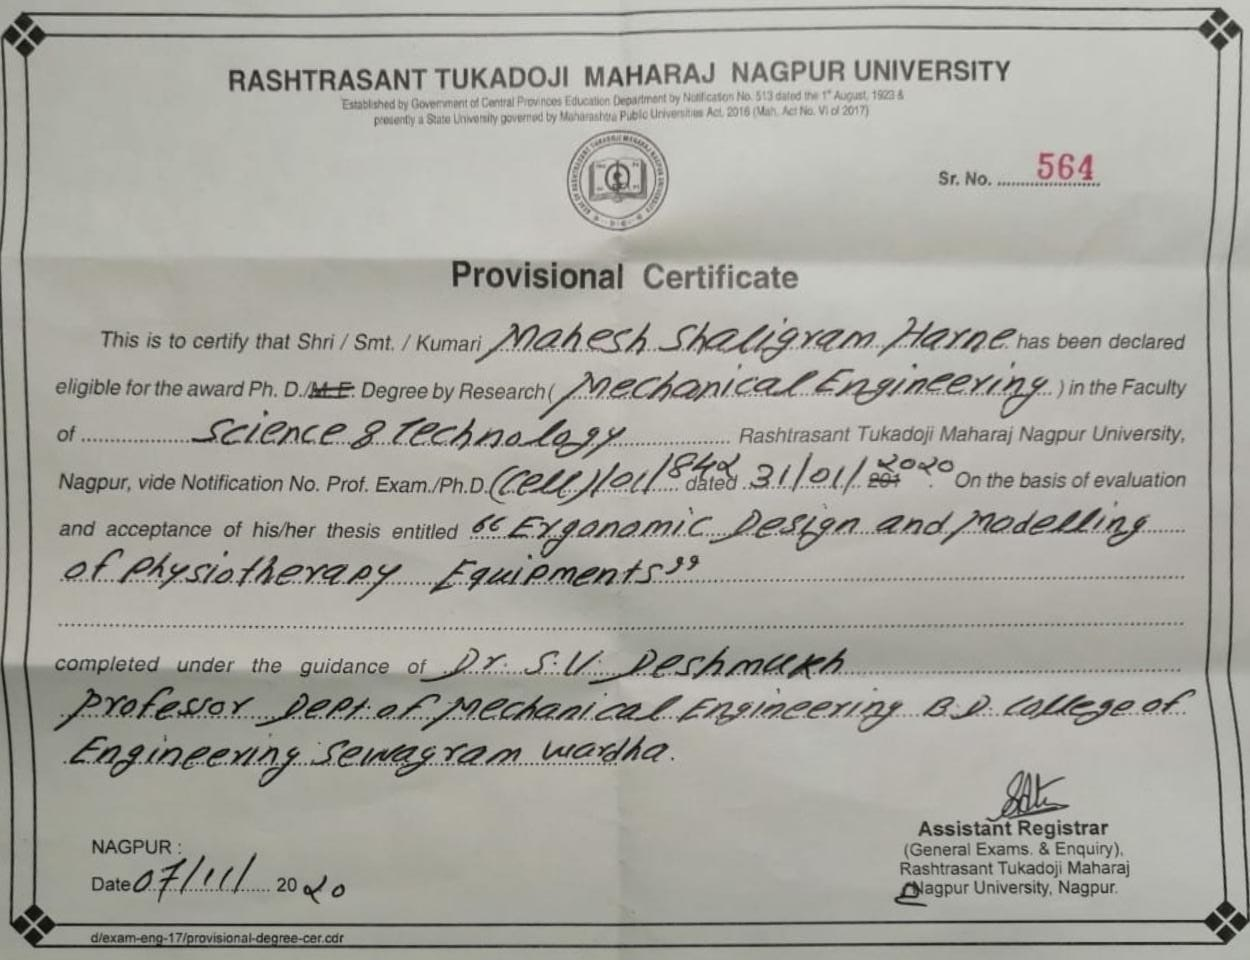 RASHTRASANT TUKADOJI MAHARAJ NAGPUR UNIVERSITY
'Established by Government of Central Provinces Education Department by Notification No. 513 dated the 1st August, 1923 &
presently a State University governed by Maharashtra Public Universities Act, 2016 (Mah. Act No. VI of 2017)
Sr. No. 564
Provisional Certificate
This is to certify that Shri / Smt. / Kumari Mahesh Shaligram Harne has been declared
eligible for the award Ph. D./M.E. Degree by Research ( Mechanical Engineering ) in the Faculty
of Science & Technology Rashtrasant Tukadoji Maharaj Nagpur University,
Nagpur, vide Notification No. Prof. Exam./Ph.D. (Cell)/01/842 dated 31/01/ 201 2020. On the basis of evaluation
and acceptance of his/her thesis entitled "Ergonomic Design and Modelling
of Physiotherapy Equipments"
completed under the guidance of Dr. S.V. Deshmukh
Professor Dept. of Mechanical Engineering B.D. College of
Engineering Sewagram Wardha.
Assistant Registrar
(General Exams. & Enquiry),
Rashtrasant Tukadoji Maharaj
Nagpur University, Nagpur.
NAGPUR :
Date 07/11/ 2020
d/exam-eng-17/provisional-degree-cer.cdr